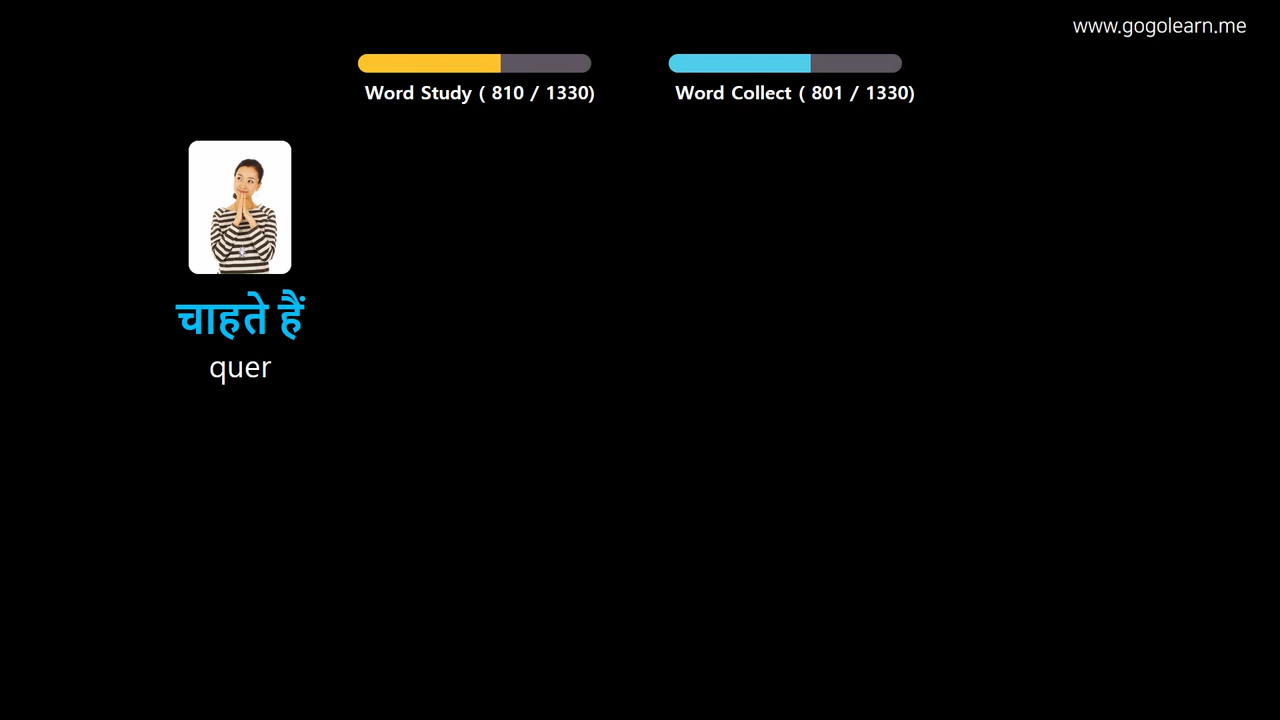 www.gogolearn.me
Word Study ( 810 / 1330)
Word Collect ( 801 / 1330)
चाहते हैं
quer